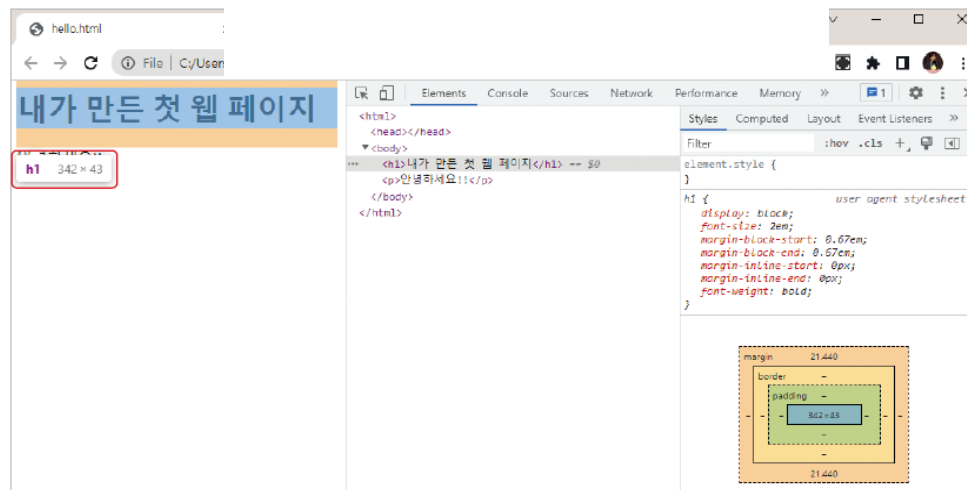 hello.html
File | C:/User
내가 만든 첫 웹 페이지
h1 342 × 43
Elements Console Sources Network Performance Memory » 1
<html>
<head></head>
▼<body>
··· <h1>내가 만든 첫 웹 페이지</h1> == $0
<p>안녕하세요!!</p>
</body>
</html>
Styles Computed Layout Event Listeners »
Filter :hov .cls +
element.style {
}
h1 { user agent stylesheet
display: block;
font-size: 2em;
margin-block-start: 0.67em;
margin-block-end: 0.67em;
margin-inline-start: 0px;
margin-inline-end: 0px;
font-weight: bold;
}
margin 21.440
border –
padding –
– – – 342×43 – – –
–
–
21.440